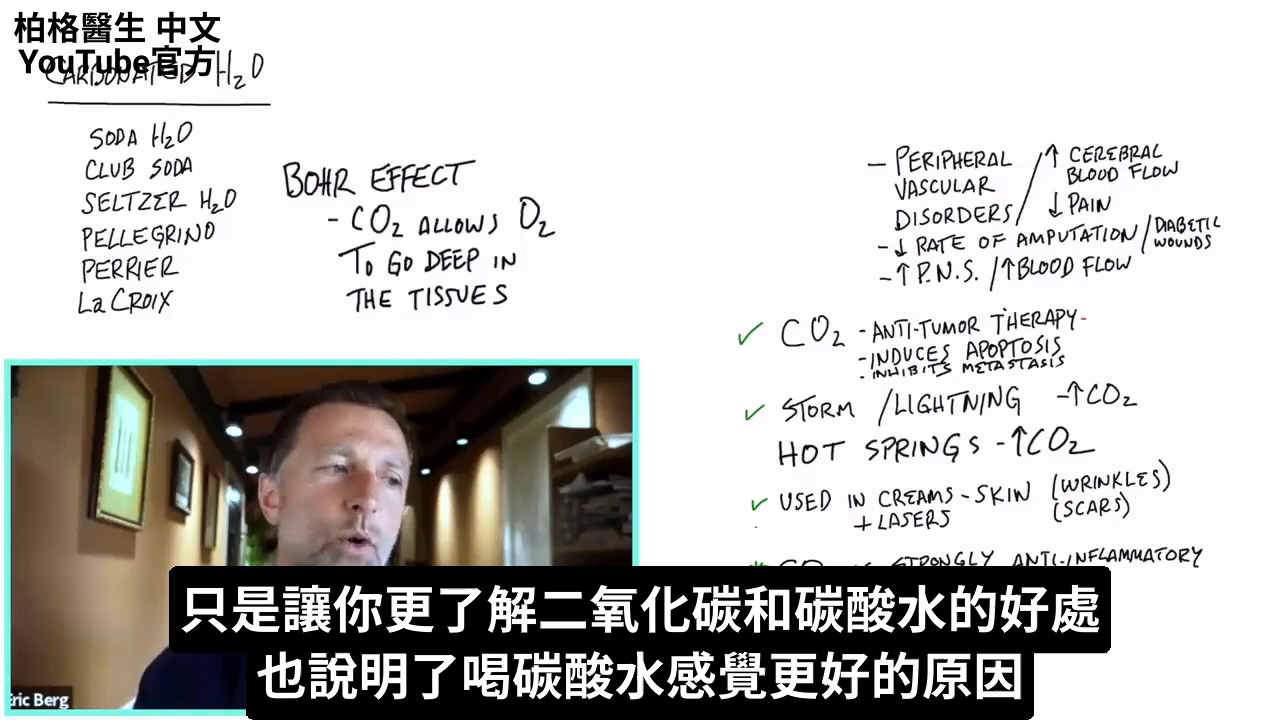 柏格醫生 中文
YouTube官方
CARBONATED H₂O
SODA H₂O
CLUB SODA
SELTZER H₂O
PELLEGRINO
PERRIER
La CROIX
BOHR EFFECT
- CO₂ ALLOWS O₂
TO GO DEEP IN
THE TISSUES
- PERIPHERAL
VASCULAR
DISORDERS / ↑ CEREBRAL
BLOOD FLOW
↓ PAIN
- ↓ RATE OF AMPUTATION / DIABETIC
WOUNDS
- ↑ P.N.S. / ↑ BLOOD FLOW
✓ CO₂ - ANTI-TUMOR THERAPY-
- INDUCES APOPTOSIS
- INHIBITS METASTASIS
✓ STORM / LIGHTNING - ↑CO₂
HOT SPRINGS - ↑CO₂
✓ USED IN CREAMS - SKIN (WRINKLES)
+ LASERS (SCARS)
STRONGLY ANTI-INFLAMMATORY
Eric Berg
只是讓你更了解二氧化碳和碳酸水的好處
也說明了喝碳酸水感覺更好的原因